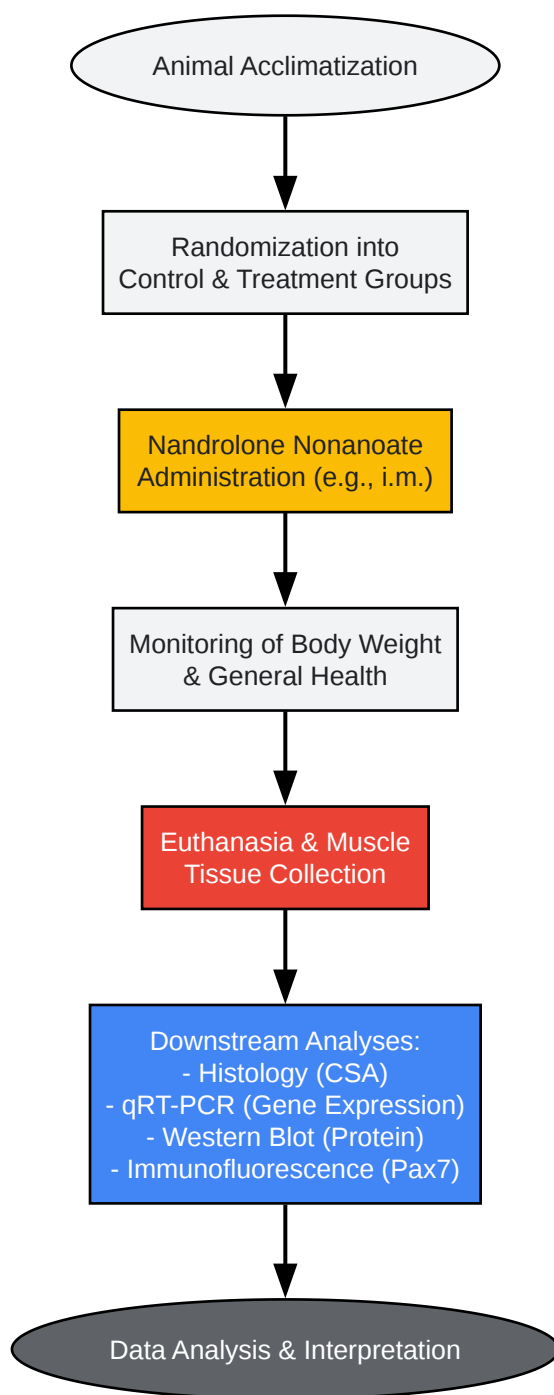 Animal Acclimatization
Randomization into
Control & Treatment Groups
Nandrolone Nonanoate
Administration (e.g., i.m.)
Monitoring of Body Weight
& General Health
Euthanasia & Muscle
Tissue Collection
Downstream Analyses:
- Histology (CSA)
- qRT-PCR (Gene Expression)
- Western Blot (Protein)
- Immunofluorescence (Pax7)
Data Analysis & Interpretation